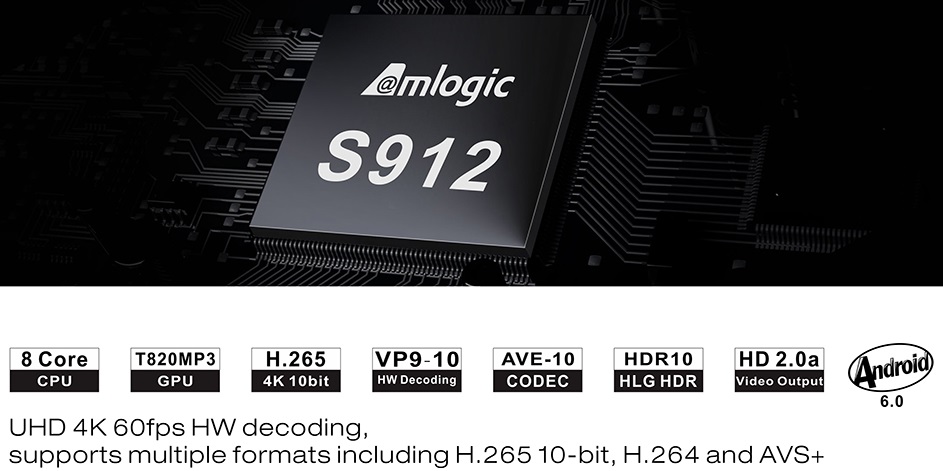 @mlogic
S912
8 Core
CPU
T820MP3
GPU
H.265
4K 10bit
VP9-10
HW Decoding
AVE-10
CODEC
HDR10
HLG HDR
HD 2.0a
Video Output
Android
6.0
UHD 4K 60fps HW decoding,
supports multiple formats including H.265 10-bit, H.264 and AVS+